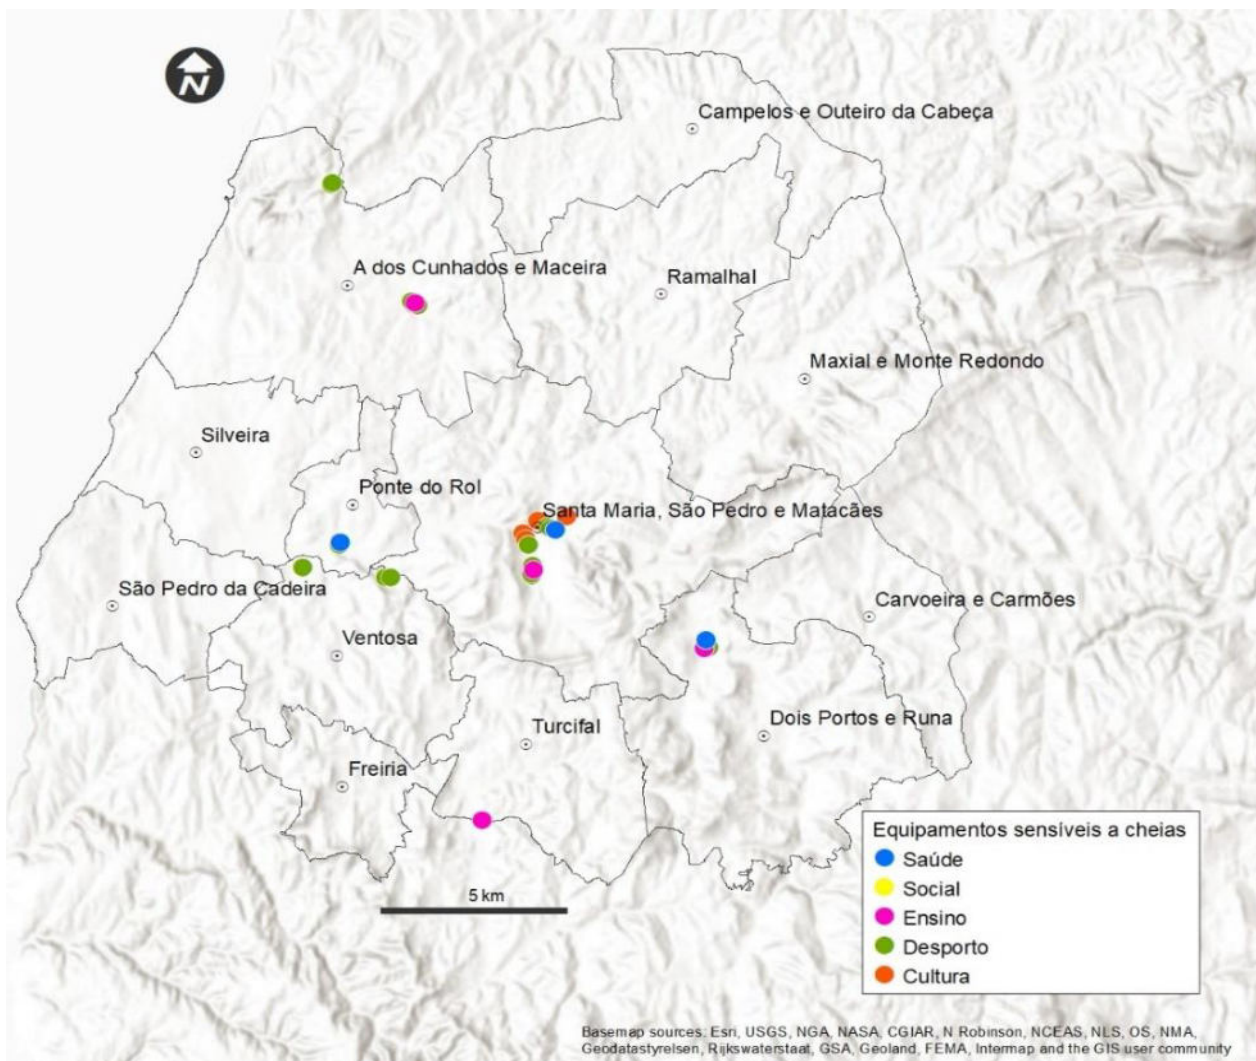 N
Campelos e Outeiro da Cabeça
A dos Cunhados e Maceira
Ramalhal
Maxial e Monte Redondo
Silveira
Ponte do Rol
Santa Maria, São Pedro e Matacães
São Pedro da Cadeira
Carvoeira e Carmões
Ventosa
Turcifal
Dois Portos e Runa
Freiria
5 km
Equipamentos sensíveis a cheias
Saúde
Social
Ensino
Desporto
Cultura
Basemap sources: Esri, USGS, NGA, NASA, CGIAR, N Robinson, NCEAS, NLS, OS, NMA,
Geodatastyrelsen, Rijkswaterstaat, GSA, Geoland, FEMA, Intermap and the GIS user community